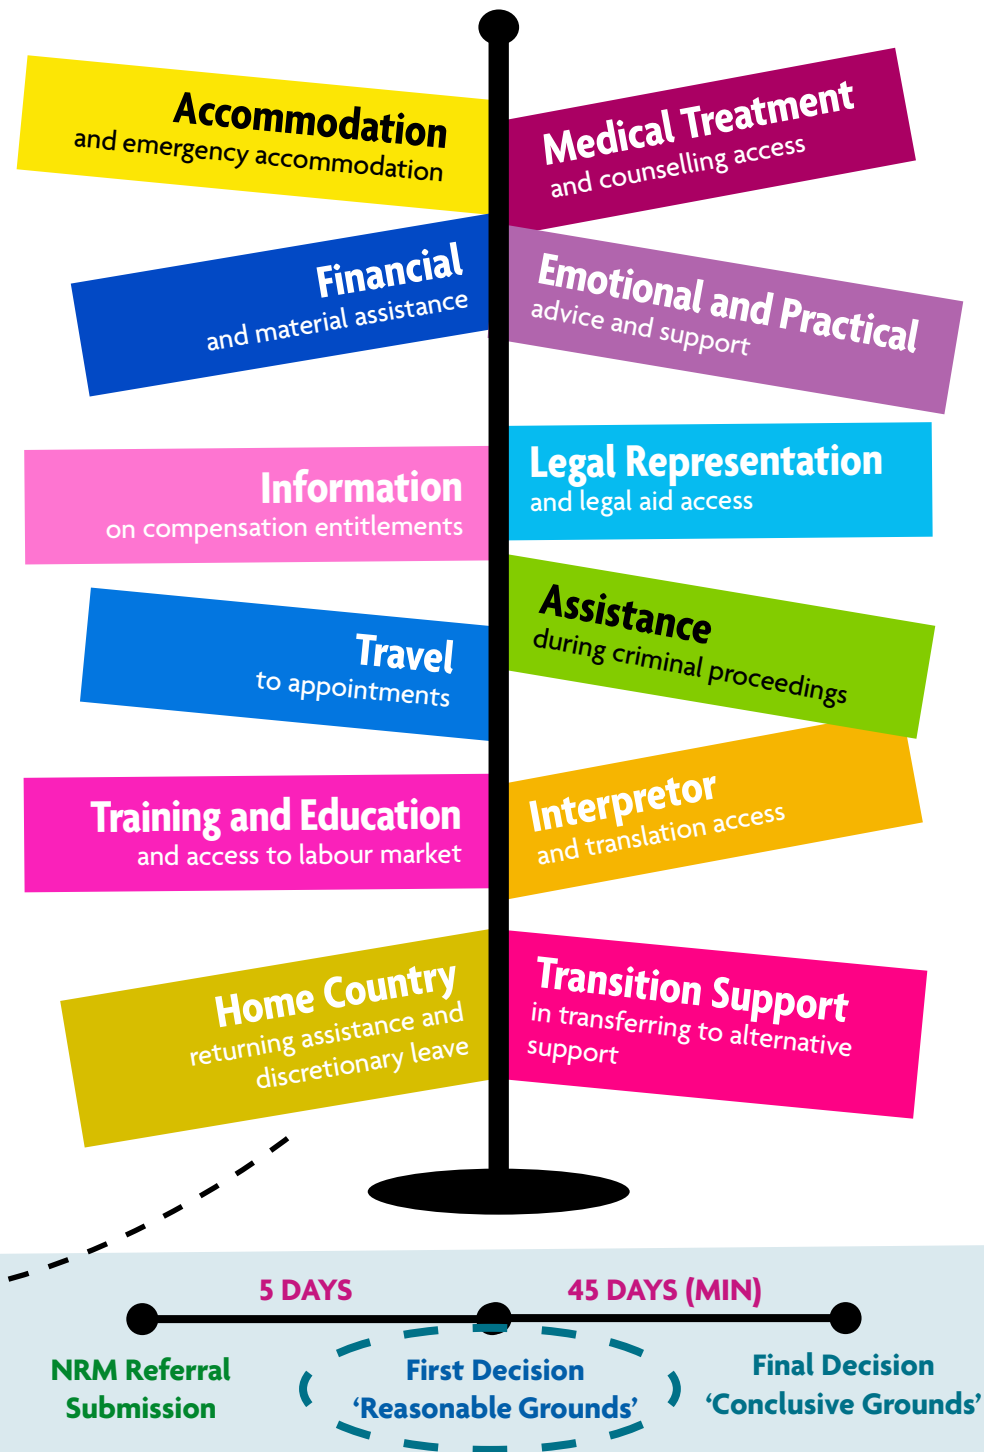 Accommodation
and emergency accommodation
Medical Treatment
and counselling access
Financial
and material assistance
Emotional and Practical
advice and support
Information
on compensation entitlements
Legal Representation
and legal aid access
Travel
to appointments
Assistance
during criminal proceedings
Training and Education
and access to labour market
Interpretor
and translation access
Home Country
returning assistance and
discretionary leave
Transition Support
in transferring to alternative
support
5 DAYS
45 DAYS (MIN)
NRM Referral
Submission
First Decision
‘Reasonable Grounds’
Final Decision
‘Conclusive Grounds’